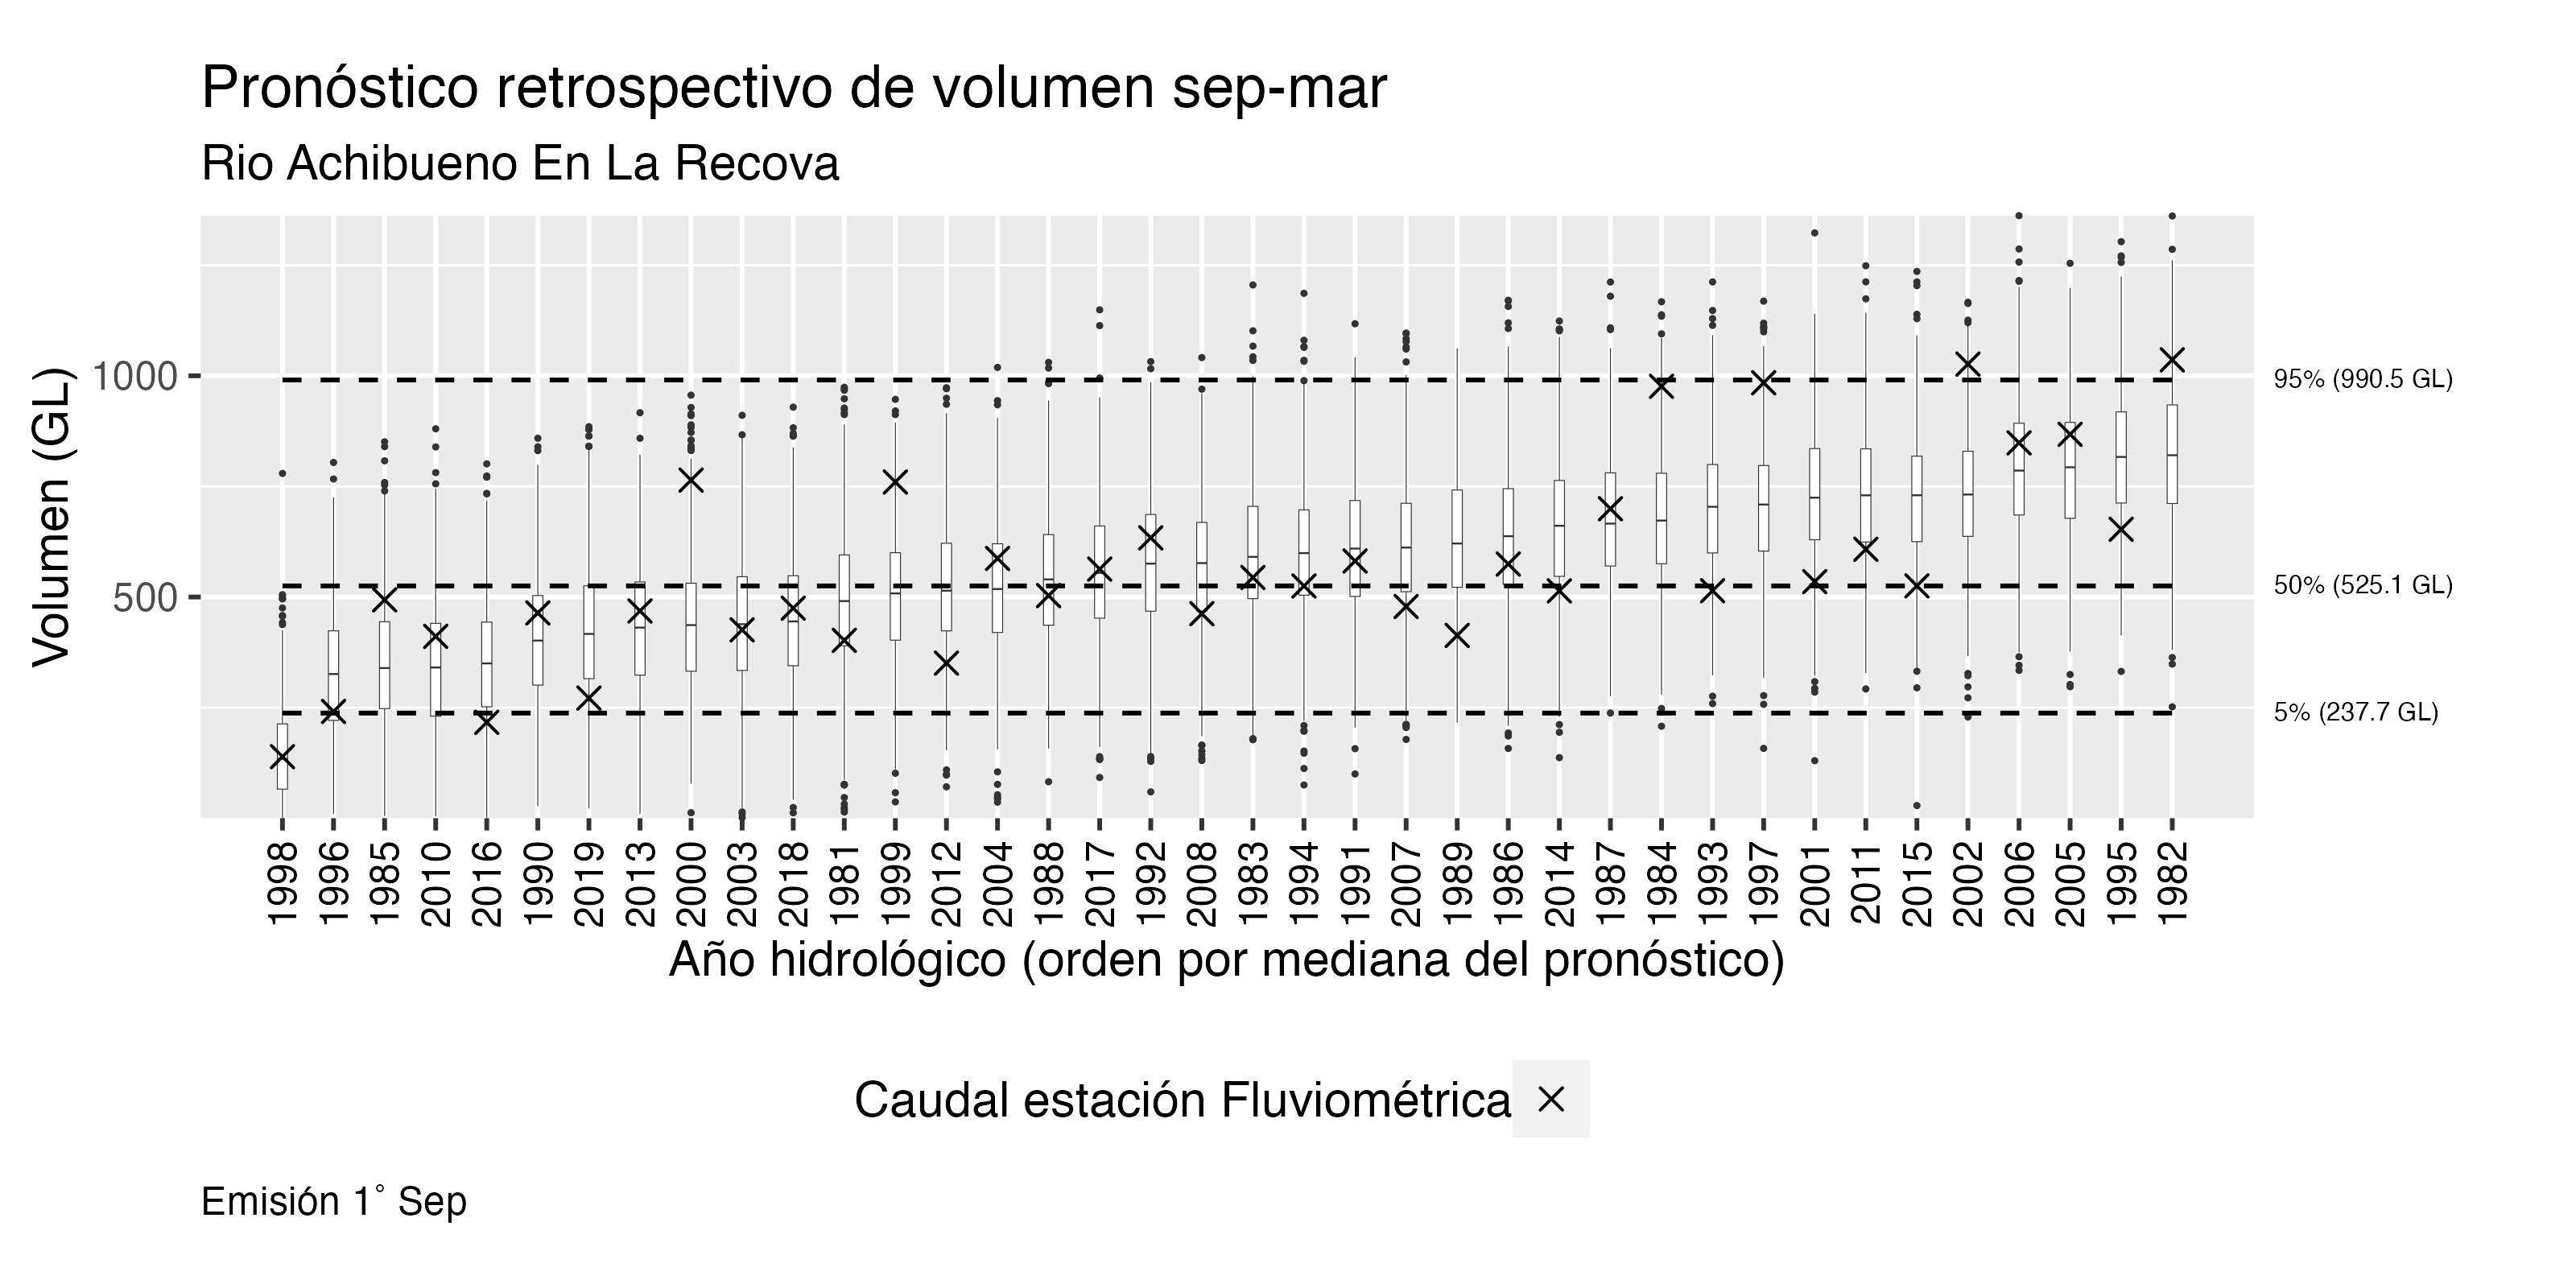 Pronóstico retrospectivo de volumen sep-mar
Rio Achibueno En La Recova
Volumen (GL)
1000
500
95% (990.5 GL)
50% (525.1 GL)
5% (237.7 GL)
1998 1996 1985 2010 2016 1990 2019 2013 2000 2003 2018 1981 1999 2012 2004 1988 2017 1992 2008 1983 1994 1991 2007 1989 1986 2014 1987 1984 1993 1997 2001 2011 2015 2002 2006 2005 1995 1982
Año hidrológico (orden por mediana del pronóstico)
Caudal estación Fluviométrica
Emisión 1° Sep